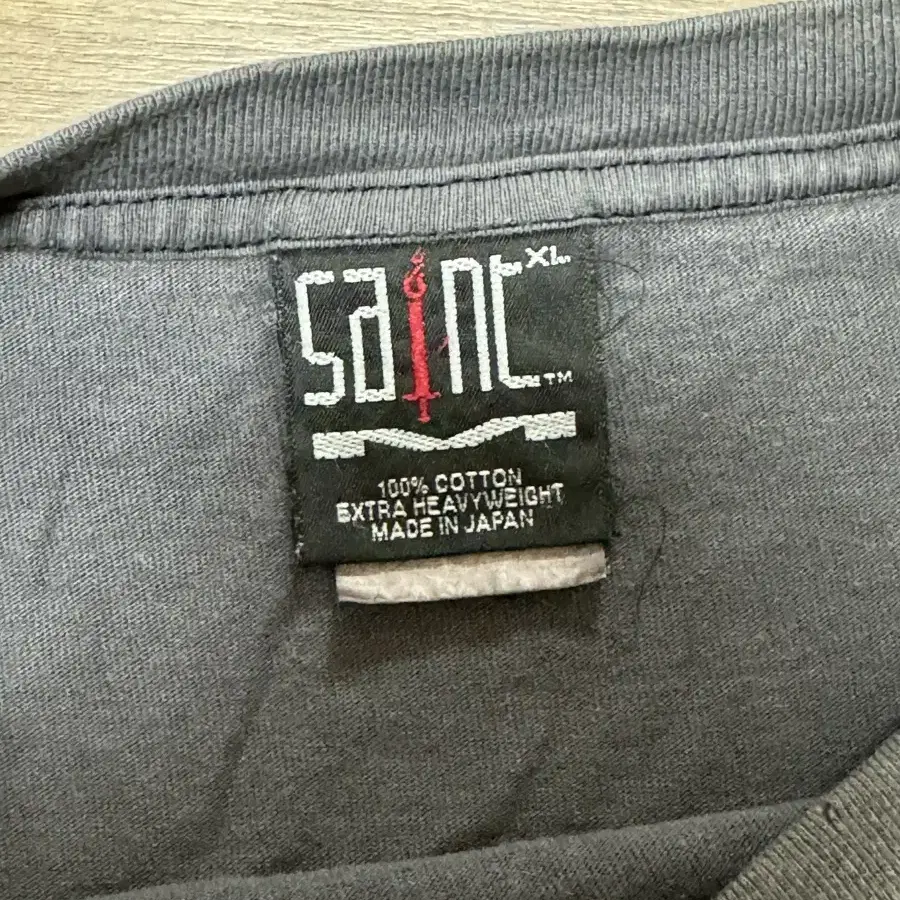 saint XL
TM
100% COTTON
EXTRA HEAVYWEIGHT
MADE IN JAPAN